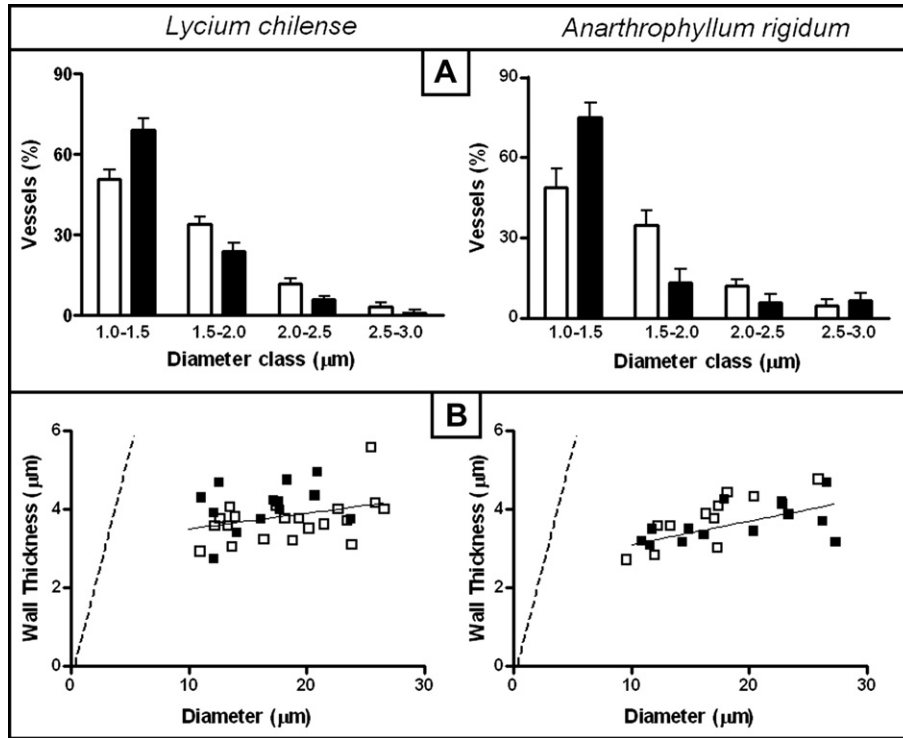 Lycium chilense
Anarthrophyllum rigidum
A
Vessels (%)
90
60
30
0
1.0-1.5 1.5-2.0 2.0-2.5 2.5-3.0
Diameter class (μm)
Vessels (%)
90
60
30
0
1.0-1.5 1.5-2.0 2.0-2.5 2.5-3.0
Diameter class (μm)
B
Wall Thickness (μm)
6
4
2
0
0 10 20 30
Diameter (μm)
Wall Thickness (μm)
6
4
2
0
0 10 20 30
Diameter (μm)